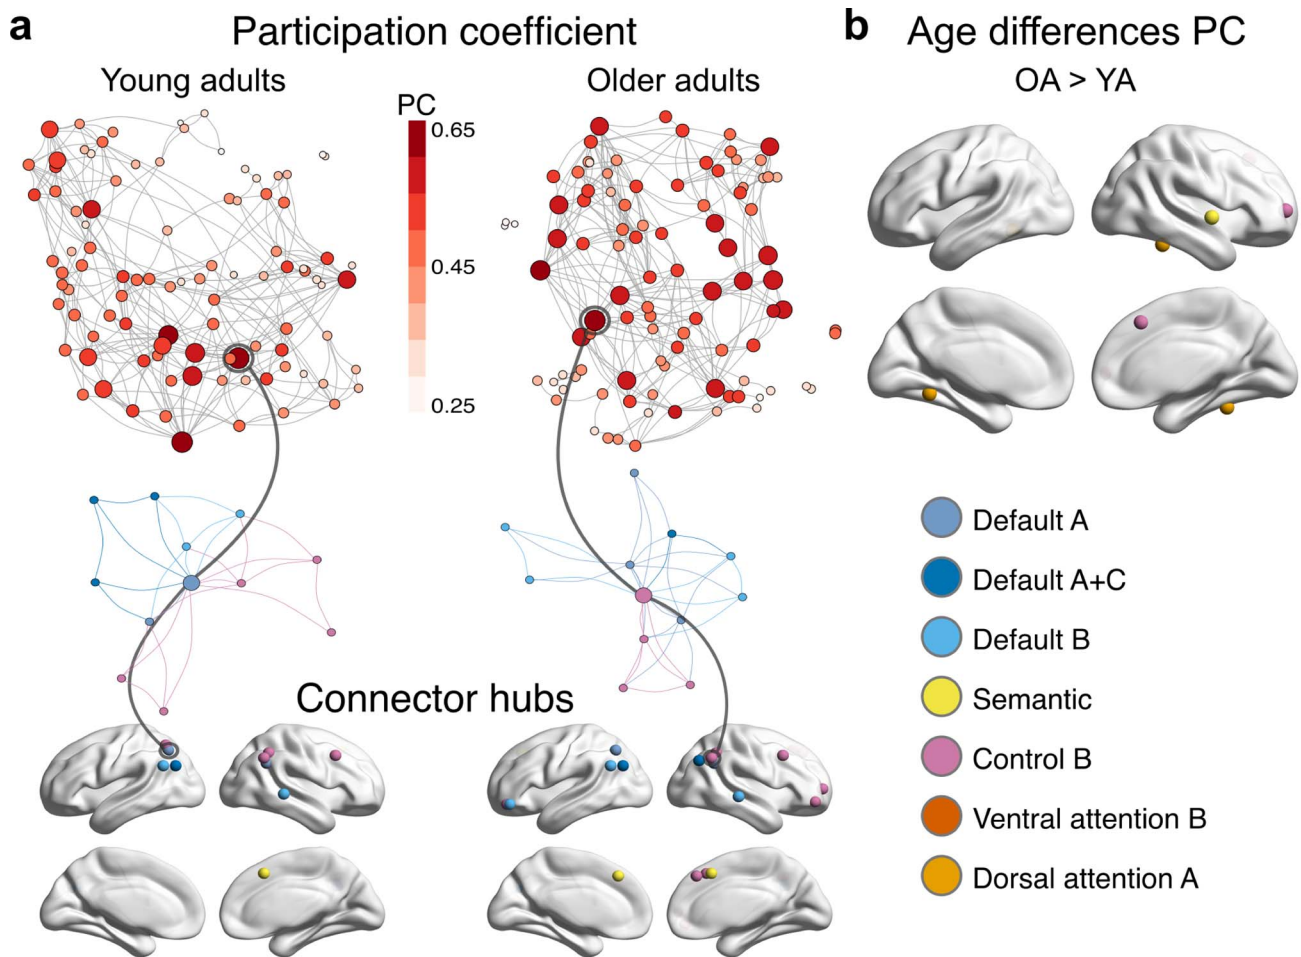 a
Participation coefficient
Young adults
Older adults
PC
0.65
0.45
0.25
Connector hubs
b
Age differences PC
OA > YA
Default A
Default A+C
Default B
Semantic
Control B
Ventral attention B
Dorsal attention A